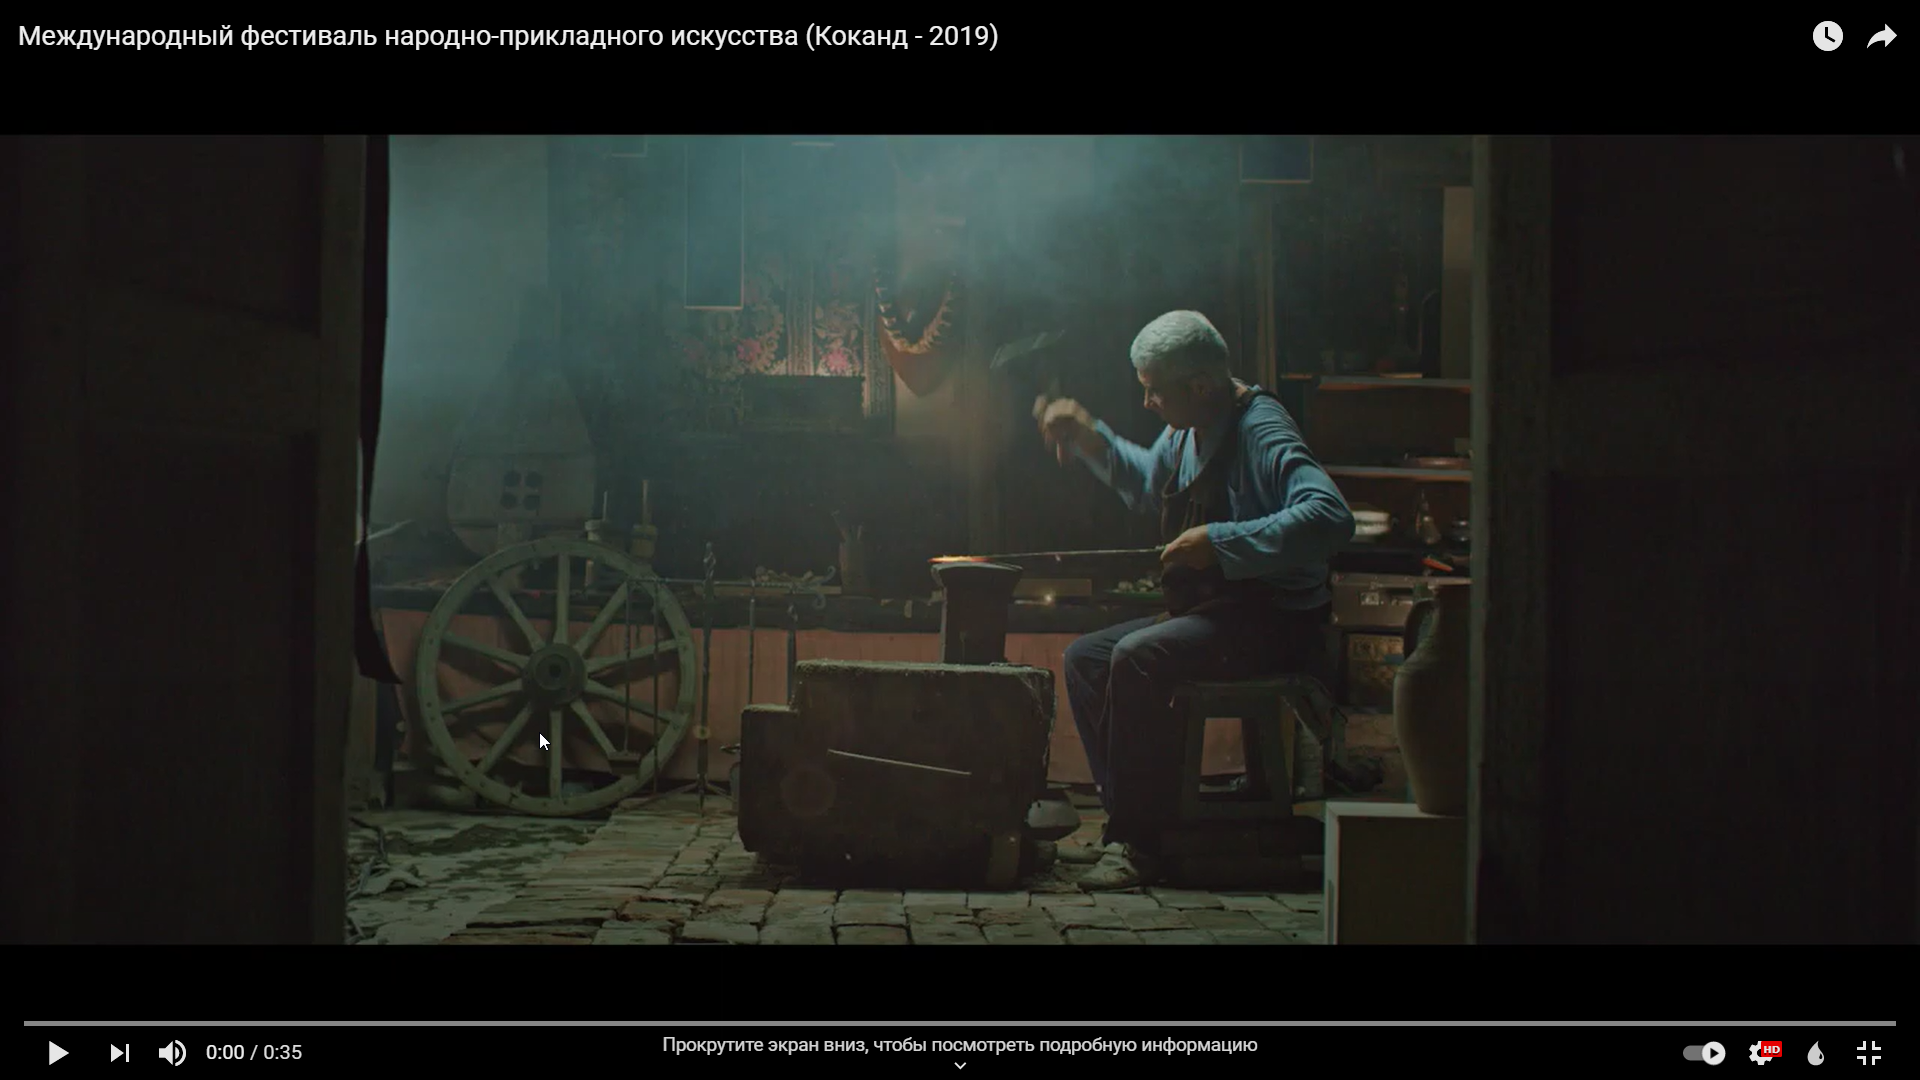 Международный фестиваль народно-прикладного искусства (Коканд - 2019)
0:00 / 0:35
Прокрутите экран вниз, чтобы посмотреть подробную информацию
HD